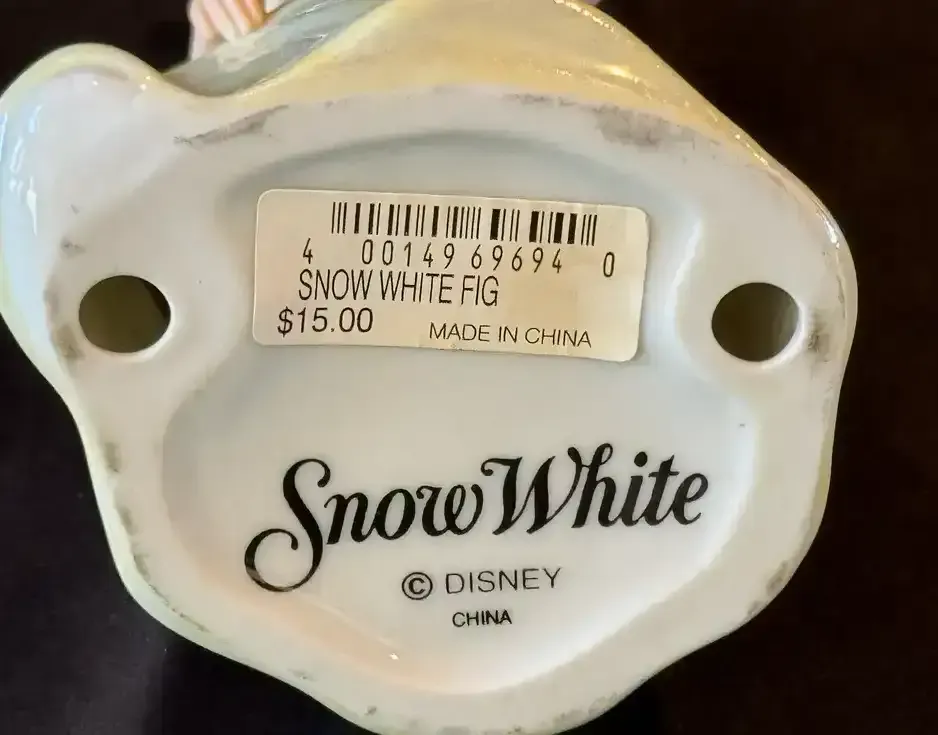 4 00149 69694 0
SNOW WHITE FIG
$15.00 MADE IN CHINA
Snow White
© DISNEY
CHINA